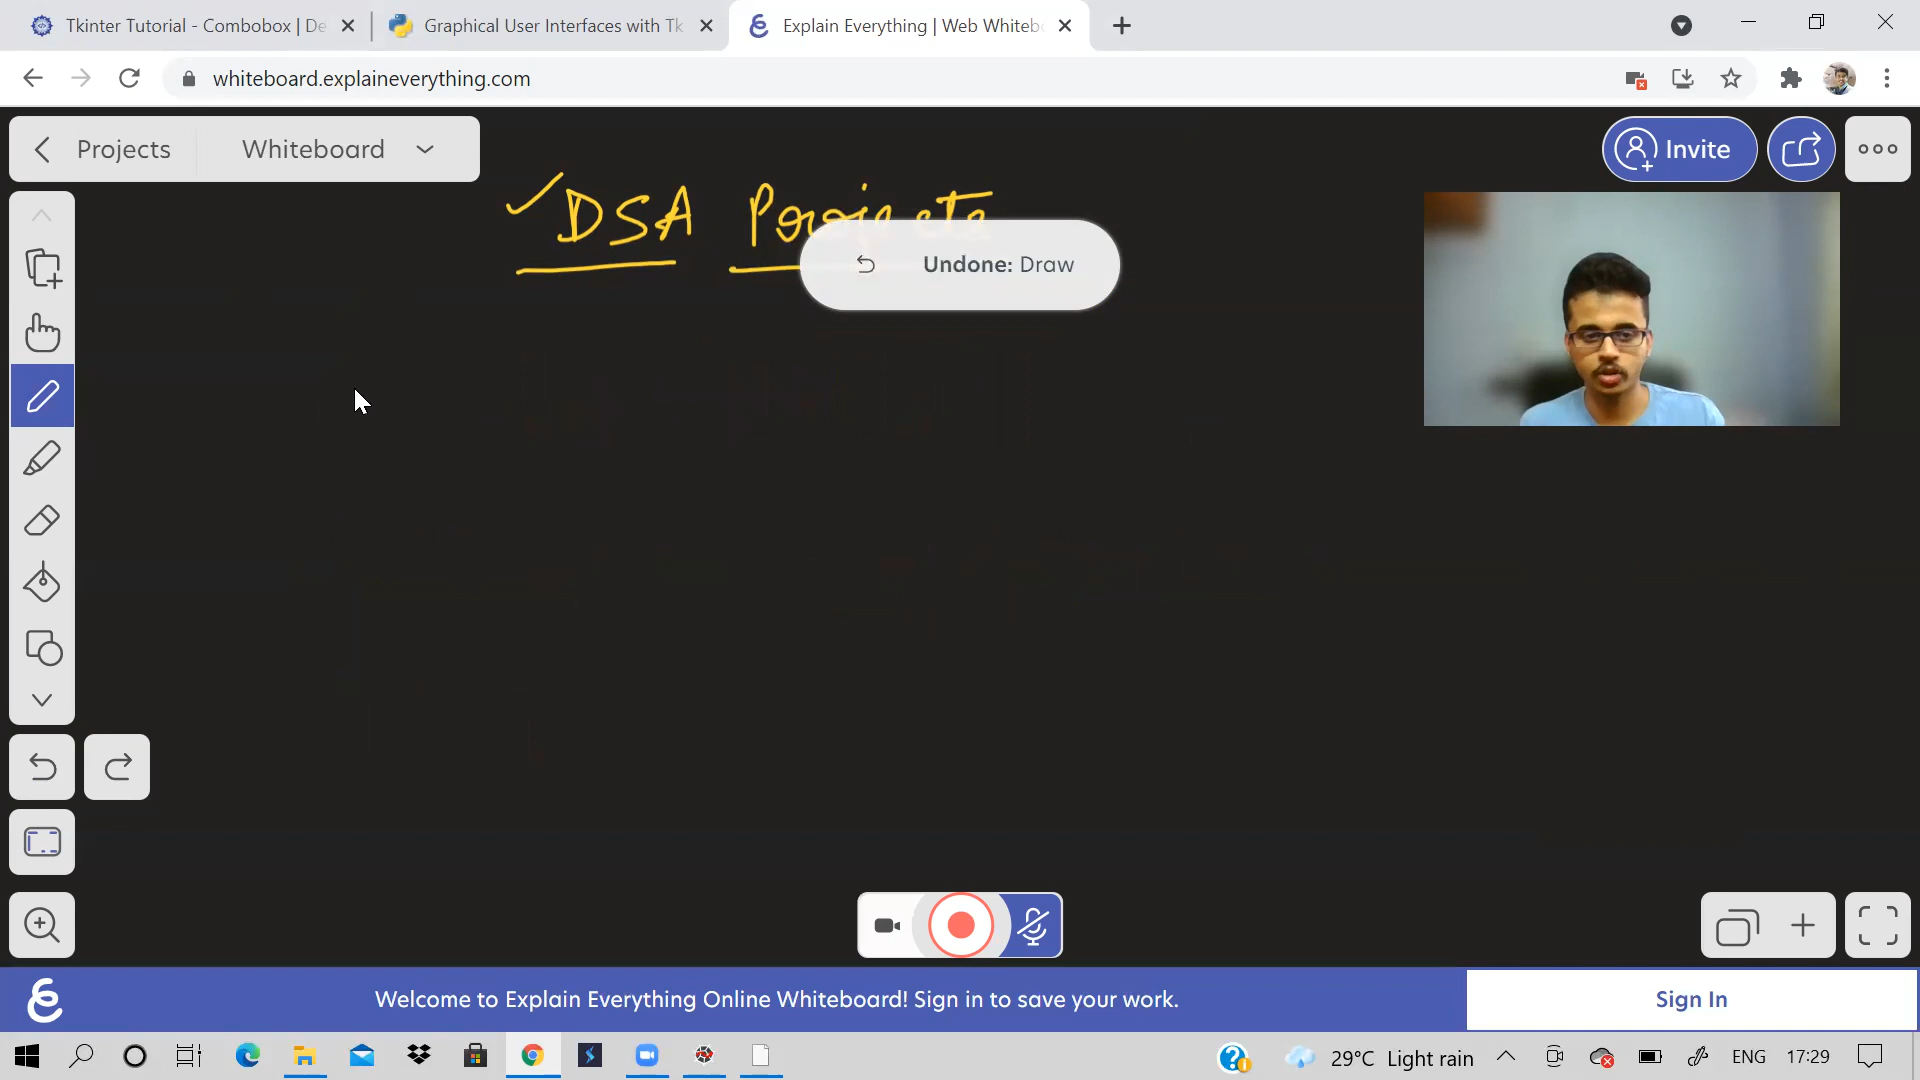 Tkinter Tutorial - Combobox | De
Graphical User Interfaces with Tk
Explain Everything | Web Whitebo
whiteboard.explaineverything.com
Projects
Whiteboard
Invite
DSA Projects
Undone: Draw
Welcome to Explain Everything Online Whiteboard! Sign in to save your work.
Sign In
29°C Light rain
ENG
17:29